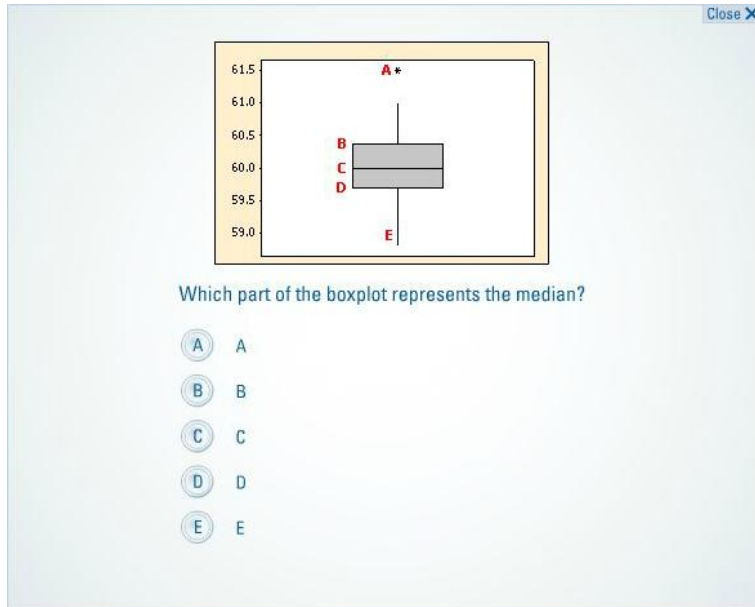 Close X
61.5
A *
61.0
60.5
B
60.0
C
D
59.5
59.0
E
Which part of the boxplot represents the median?
A A
B B
C C
D D
E E